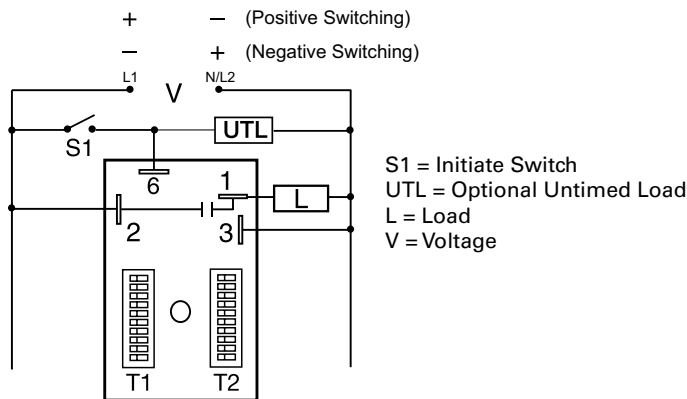 + − (Positive Switching)
− + (Negative Switching)
L1 V N/L2
S1 UTL
6 1 L
2 3
T1 T2
S1 = Initiate Switch
UTL = Optional Untimed Load
L = Load
V = Voltage